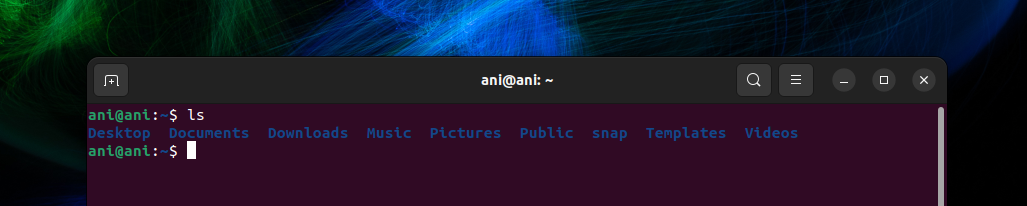 ani@ani: ~
ani@ani:~$ ls
Desktop  Documents  Downloads  Music  Pictures  Public  snap  Templates  Videos
ani@ani:~$